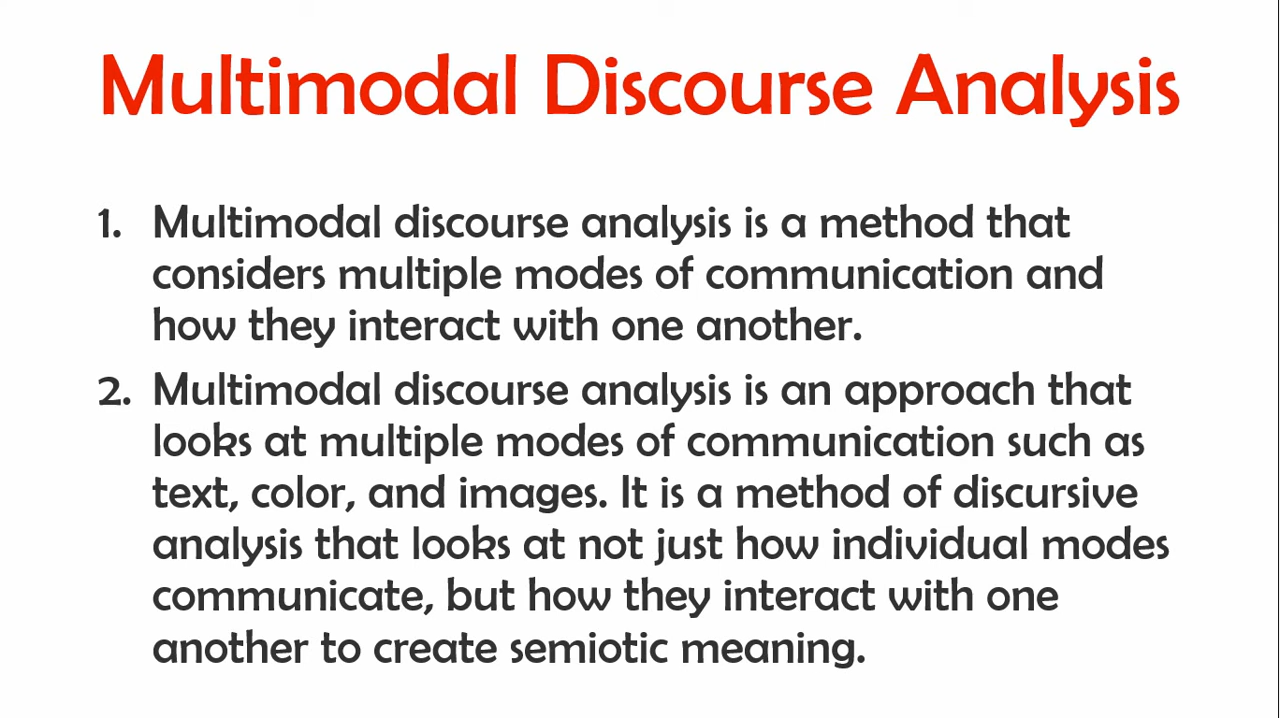 Multimodal Discourse Analysis
1. Multimodal discourse analysis is a method that
considers multiple modes of communication and
how they interact with one another.
2. Multimodal discourse analysis is an approach that
looks at multiple modes of communication such as
text, color, and images. It is a method of discursive
analysis that looks at not just how individual modes
communicate, but how they interact with one
another to create semiotic meaning.